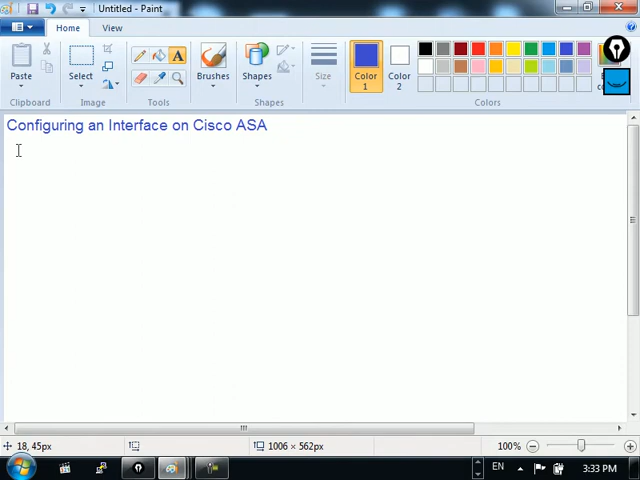 Untitled - Paint
Home
View
Paste
Select
Brushes
Shapes
Size
Color
1
Color
2
Clipboard
Image
Tools
Shapes
Colors
Configuring an Interface on Cisco ASA
18, 45px
1006 × 562px
100%
EN
3:33 PM